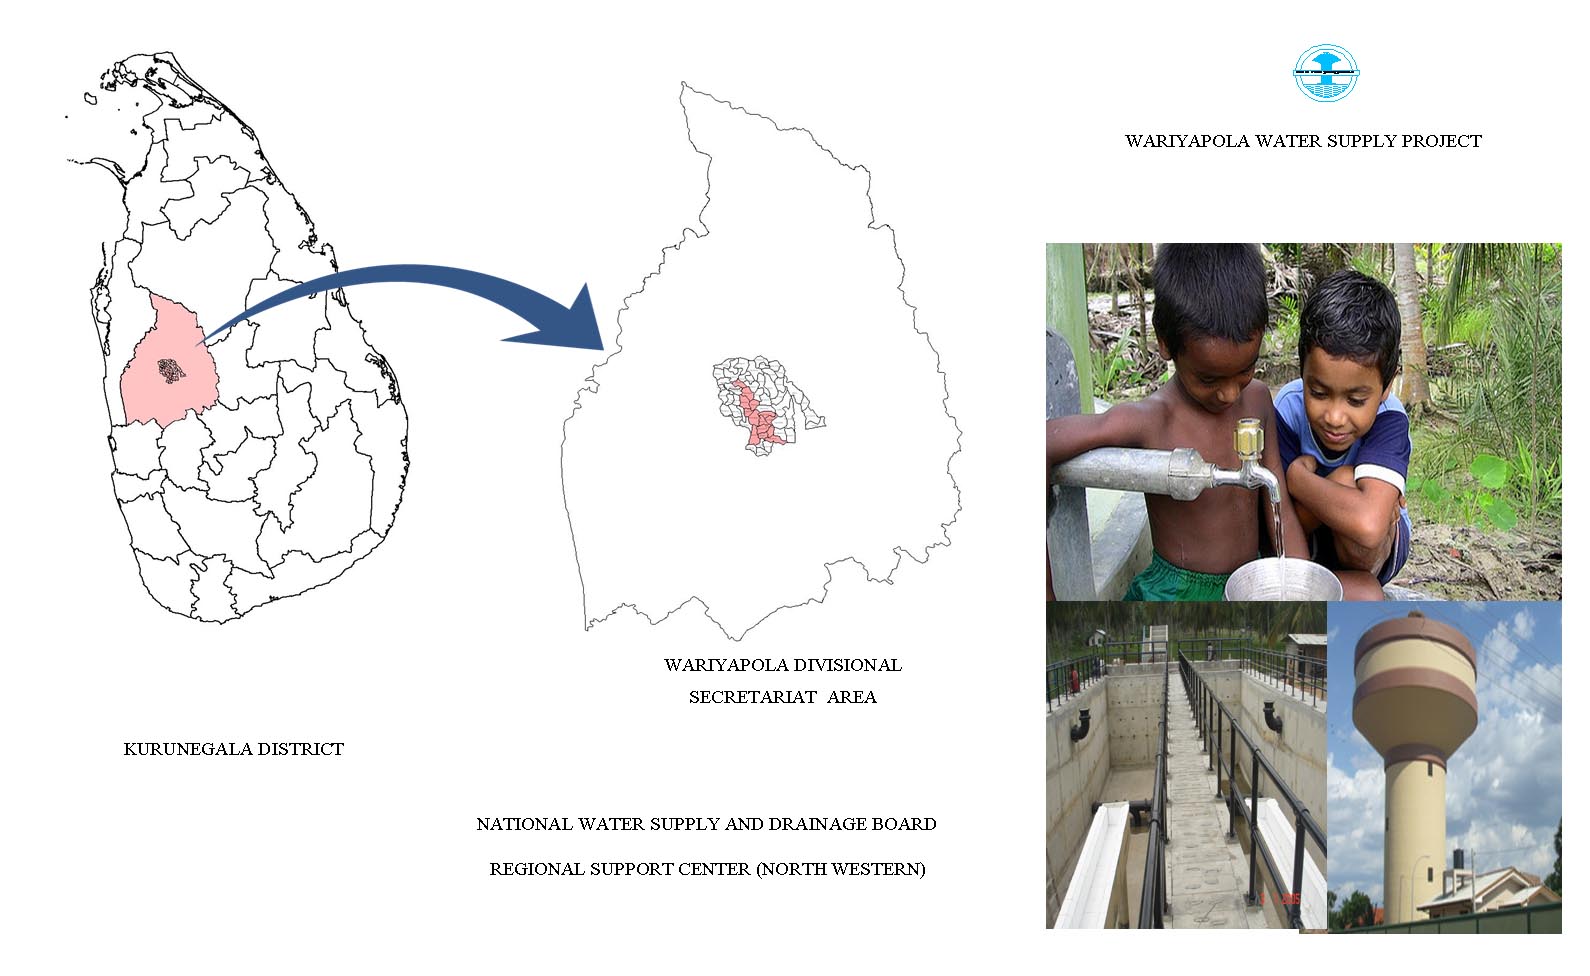 WARIYAPOLA WATER SUPPLY PROJECT
WARIYAPOLA DIVISIONAL
SECRETARIAT AREA
KURUNEGALA DISTRICT
NATIONAL WATER SUPPLY AND DRAINAGE BOARD
REGIONAL SUPPORT CENTER (NORTH WESTERN)